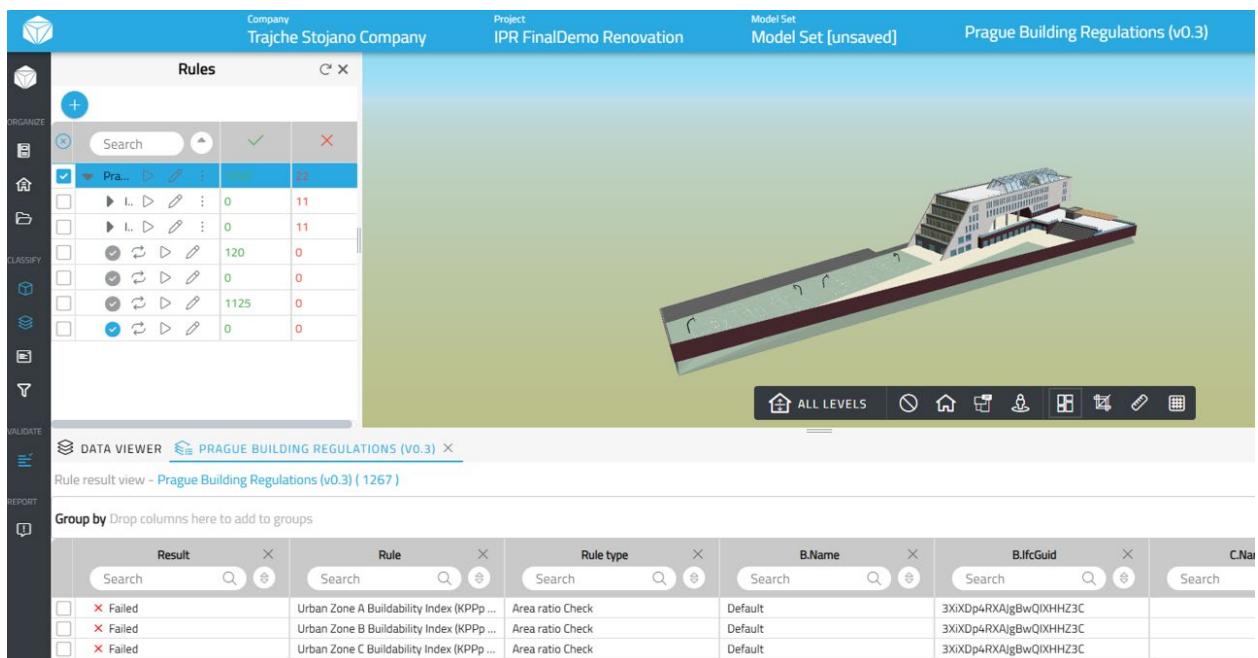 Company Project Model Set
Trajche Stojano Company IPR FinalDemo Renovation Model Set [unsaved] Prague Building Regulations (v0.3)
Rules
ORGANIZE
Search
Pra... 22
I.. 0 11
I.. 0 11
120 0
CLASSIFY
0 0
1125 0
0 0
ALL LEVELS
VALIDATE
DATA VIEWER PRAGUE BUILDING REGULATIONS (V0.3)
Rule result view - Prague Building Regulations (v0.3) ( 1267 )
REPORT
Group by Drop columns here to add to groups
Result Rule Rule type B.Name B.IfcGuid C.Nar
Search Search Search Search Search Search
Failed Urban Zone A Buildability Index (KPPp ... Area ratio Check Default 3XiXDp4RXAJgBwQIXHHZ3C
Failed Urban Zone B Buildability Index (KPPp ... Area ratio Check Default 3XiXDp4RXAJgBwQIXHHZ3C
Failed Urban Zone C Buildability Index (KPPp ... Area ratio Check Default 3XiXDp4RXAJgBwQIXHHZ3C